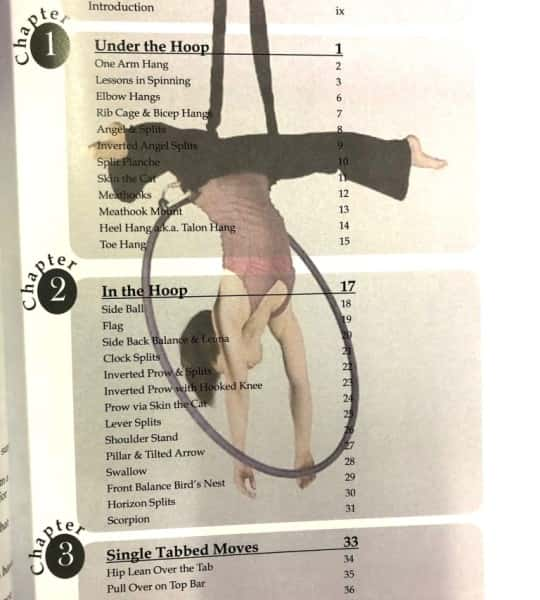 Introduction ix
Chapter 1
Under the Hoop 1
One Arm Hang 2
Lessons in Spinning 3
Elbow Hangs 6
Rib Cage & Bicep Hangs 7
Angel & Splits 8
Inverted Angel Splits 9
Split Planche 10
Skin the Cat 11
Meathooks 12
Meathook Mount 13
Heel Hang a.k.a. Talon Hang 14
Toe Hang 15
Chapter 2
In the Hoop 17
Side Ball 18
Flag 19
Side Back Balance & 20
Clock Splits 21
Inverted Prow & Splits 22
Inverted Prow with Hooked Knee 23
Prow via Skin the Cat 24
Lever Splits 25
Shoulder Stand 26
Pillar & Tilted Arrow 27
Swallow 28
Front Balance Bird's Nest 29
Horizon Splits 30
Scorpion 31
Chapter 3
Single Tabbed Moves 33
Hip Lean Over the Tab 34
Pull Over on Top Bar 35
36